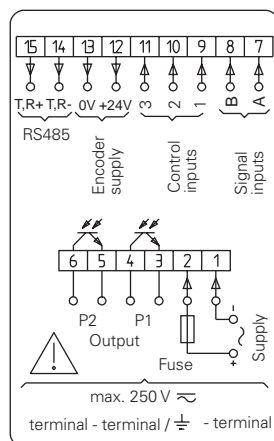 15 14 13 12 11 10 9 8 7
T,R+ T,R- 0V +24V 3 2 1 B A
RS485
Encoder
supply
Control
inputs
Signal
inputs
6 5 4 3 2 1
P2 P1
Output
Fuse
Supply
-
+
max. 250 V
terminal - terminal / - terminal